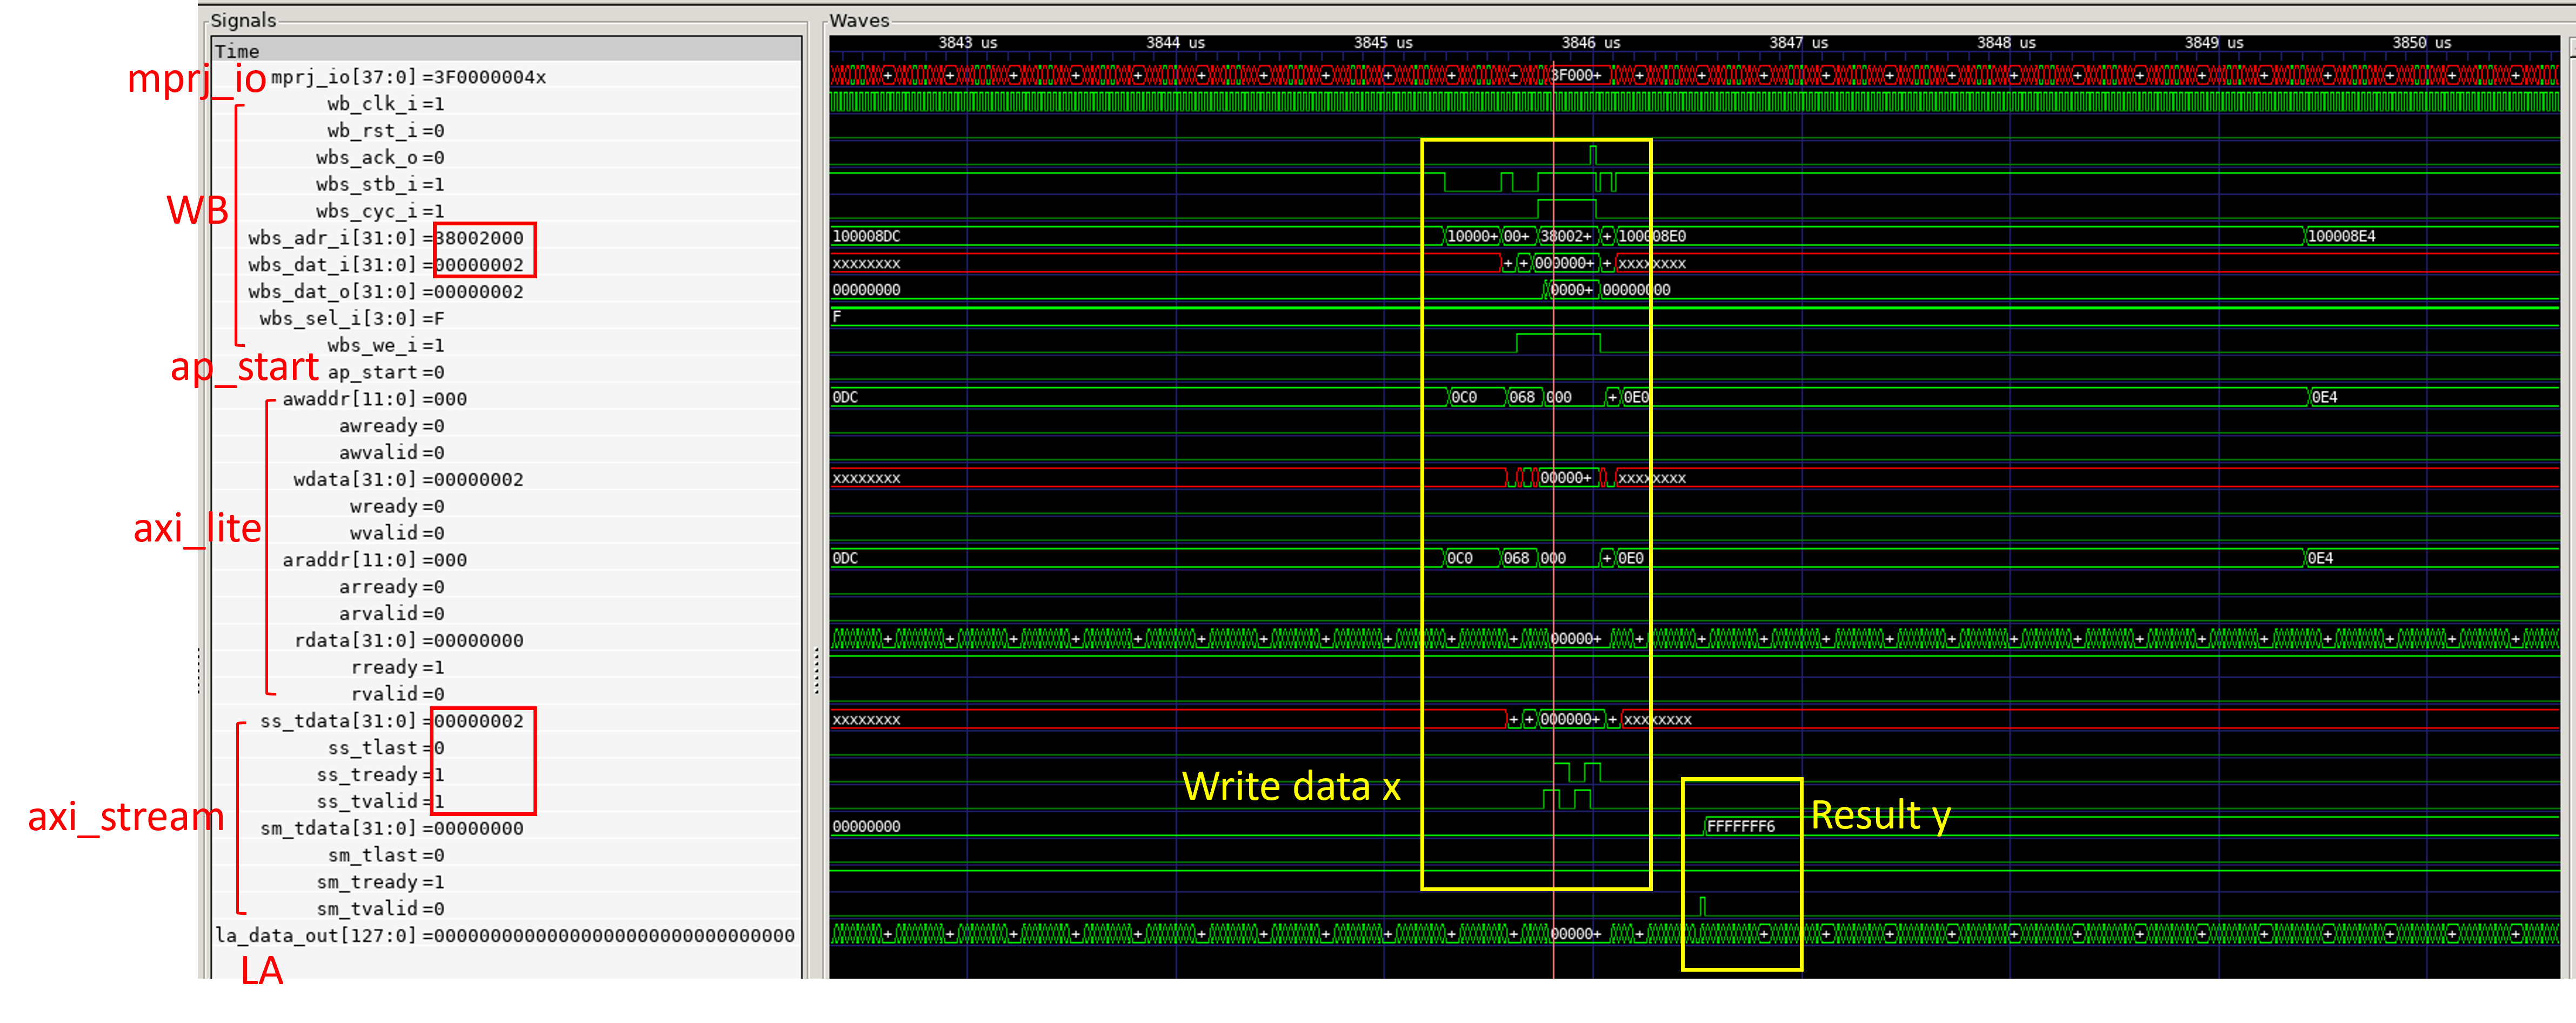 Signals
Waves
Time
3843 us 3844 us 3845 us 3846 us 3847 us 3848 us 3849 us 3850 us
mprj_io mprj_io[37:0] =3F0000004x 3F000+
wb_clk_i =1
wb_rst_i =0
wbs_ack_o =0
wbs_stb_i =1
WB
wbs_cyc_i =1
wbs_adr_i[31:0] =38002000 100008DC 10000+ 00+ 38002+ + 100008E0 100008E4
wbs_dat_i[31:0] =00000002 xxxxxxxx + + 000000+ + xxxxxxxx
wbs_dat_o[31:0] =00000002 00000000 0000+ 00000000
wbs_sel_i[3:0] =F F
wbs_we_i =1
ap_start ap_start =0
awaddr[11:0] =000 0DC 0C0 068 000 + 0E0 0E4
awready =0
awvalid =0
wdata[31:0] =00000002 xxxxxxxx 00000+ xxxxxxxx
wready =0
axi_lite
wvalid =0
araddr[11:0] =000 0DC 0C0 068 000 + 0E0 0E4
arready =0
arvalid =0
rdata[31:0] =00000000 00000+
rready =1
rvalid =0
ss_tdata[31:0] =00000002 xxxxxxxx + + 000000+ + xxxxxxxx
ss_tlast =0
ss_tready =1
Write data x
ss_tvalid =1
axi_stream
Result y
sm_tdata[31:0] =00000000 00000000 FFFFFFF6
sm_tlast =0
sm_tready =1
sm_tvalid =0
la_data_out[127:0] =00000000000000000000000000000000 00000+
LA